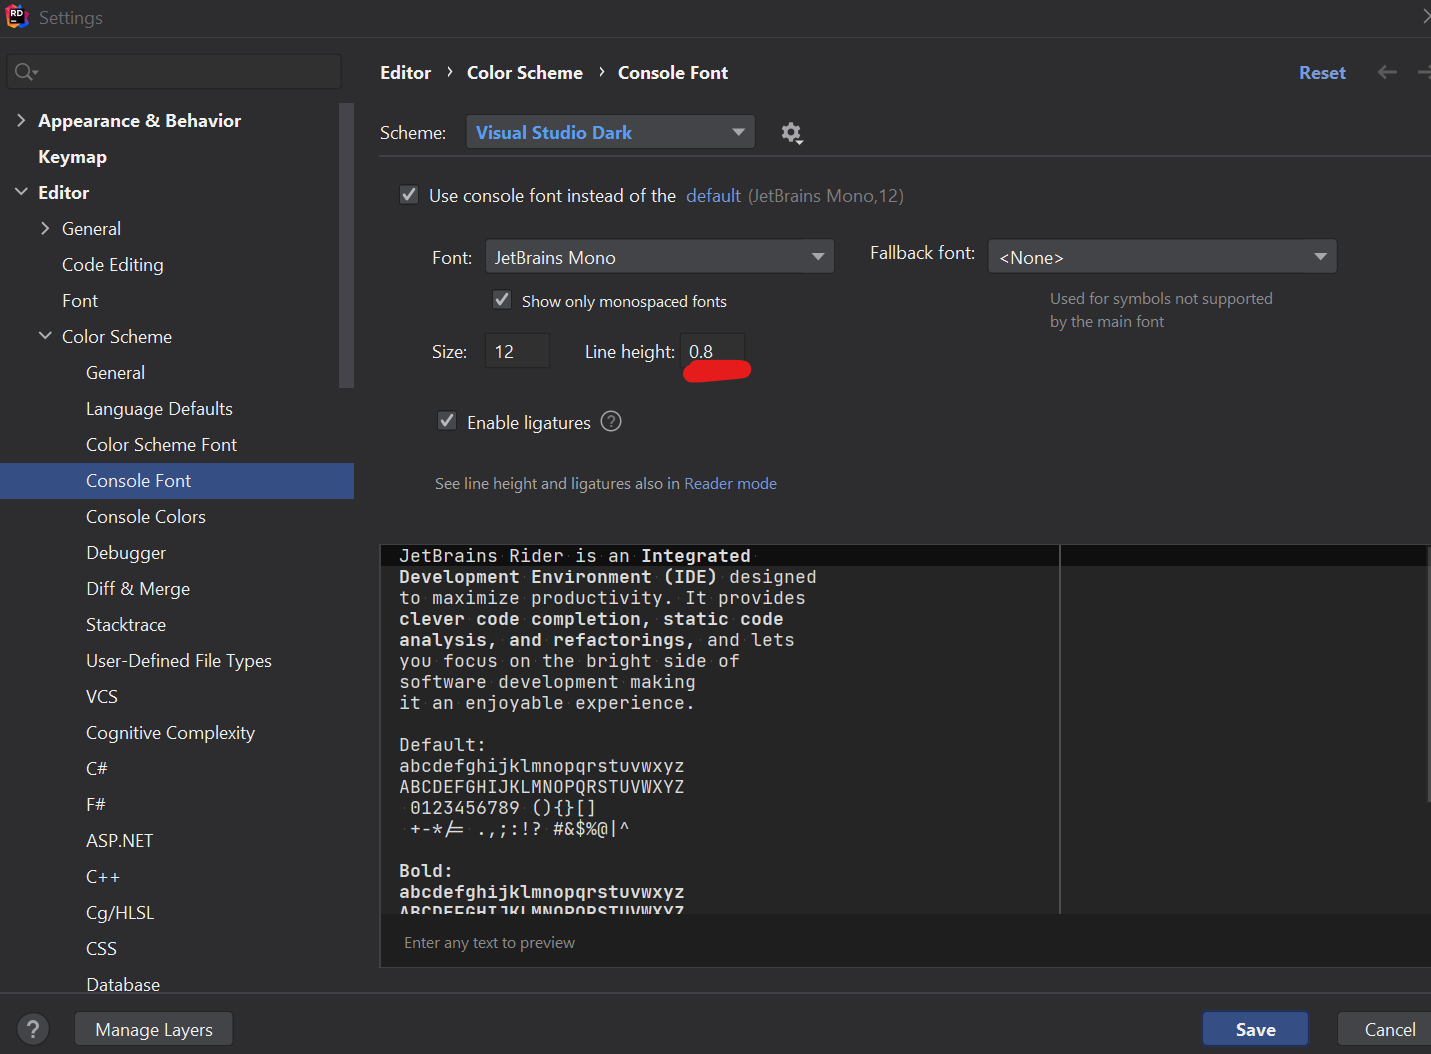 RD
Settings
Editor › Color Scheme › Console Font
Reset
Appearance & Behavior
Keymap
Editor
General
Code Editing
Font
Color Scheme
General
Language Defaults
Color Scheme Font
Console Font
Console Colors
Debugger
Diff & Merge
Stacktrace
User-Defined File Types
VCS
Cognitive Complexity
C#
F#
ASP.NET
C++
Cg/HLSL
CSS
Database
Scheme: Visual Studio Dark
Use console font instead of the default (JetBrains Mono,12)
Font: JetBrains Mono
Fallback font: <None>
Show only monospaced fonts
Used for symbols not supported
by the main font
Size: 12 Line height: 0.8
Enable ligatures ?
See line height and ligatures also in Reader mode
JetBrains Rider is an Integrated
Development Environment (IDE) designed
to maximize productivity. It provides
clever code completion, static code
analysis, and refactorings, and lets
you focus on the bright side of
software development making
it an enjoyable experience.
Default:
abcdefghijklmnopqrstuvwxyz
ABCDEFGHIJKLMNOPQRSTUVWXYZ
0123456789 (){}[]
+-*/= .,;:!? #&$%@|^
Bold:
abcdefghijklmnopqrstuvwxyz
ABCDEFGHIJKLMNOPQRSTUVWXYZ
Enter any text to preview
? Manage Layers
Save
Cancel